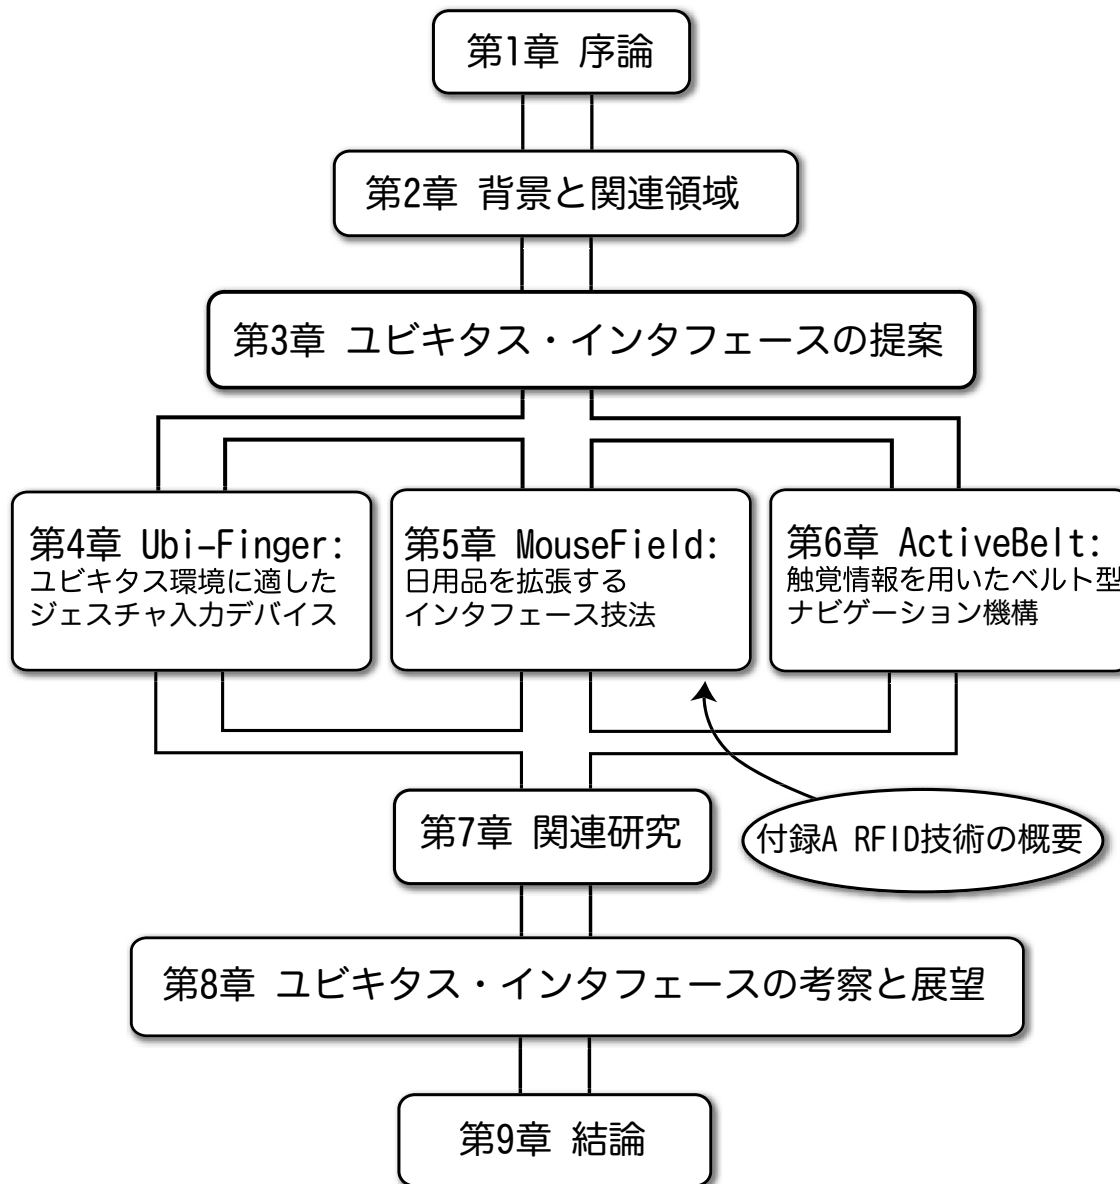 第1章 序論
第2章 背景と関連領域
第3章 ユビキタス・インタフェースの提案
第4章 Ubi-Finger:
ユビキタス環境に適した
ジェスチャ入力デバイス
第5章 MouseField:
日用品を拡張する
インタフェース技法
第6章 ActiveBelt:
触覚情報を用いたベルト型
ナビゲーション機構
第7章 関連研究
付録A RFID技術の概要
第8章 ユビキタス・インタフェースの考察と展望
第9章 結論